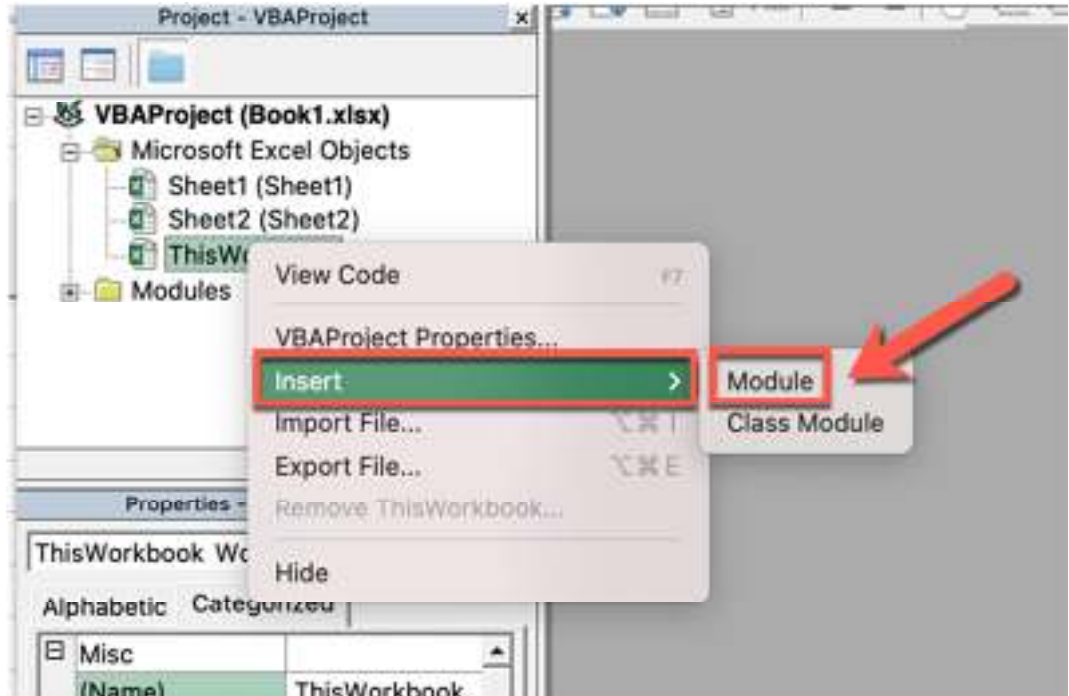 Project - VBAProject
VBAProject (Book1.xlsx)
Microsoft Excel Objects
Sheet1 (Sheet1)
Sheet2 (Sheet2)
ThisWo
Modules
View Code F7
VBAProject Properties...
Insert
Module
Import File... ⌥⌘I
Class Module
Export File... ⌥⌘E
Remove ThisWorkbook...
Hide
Properties -
ThisWorkbook Wo
Alphabetic Categorized
Misc
(Name) ThisWorkbook